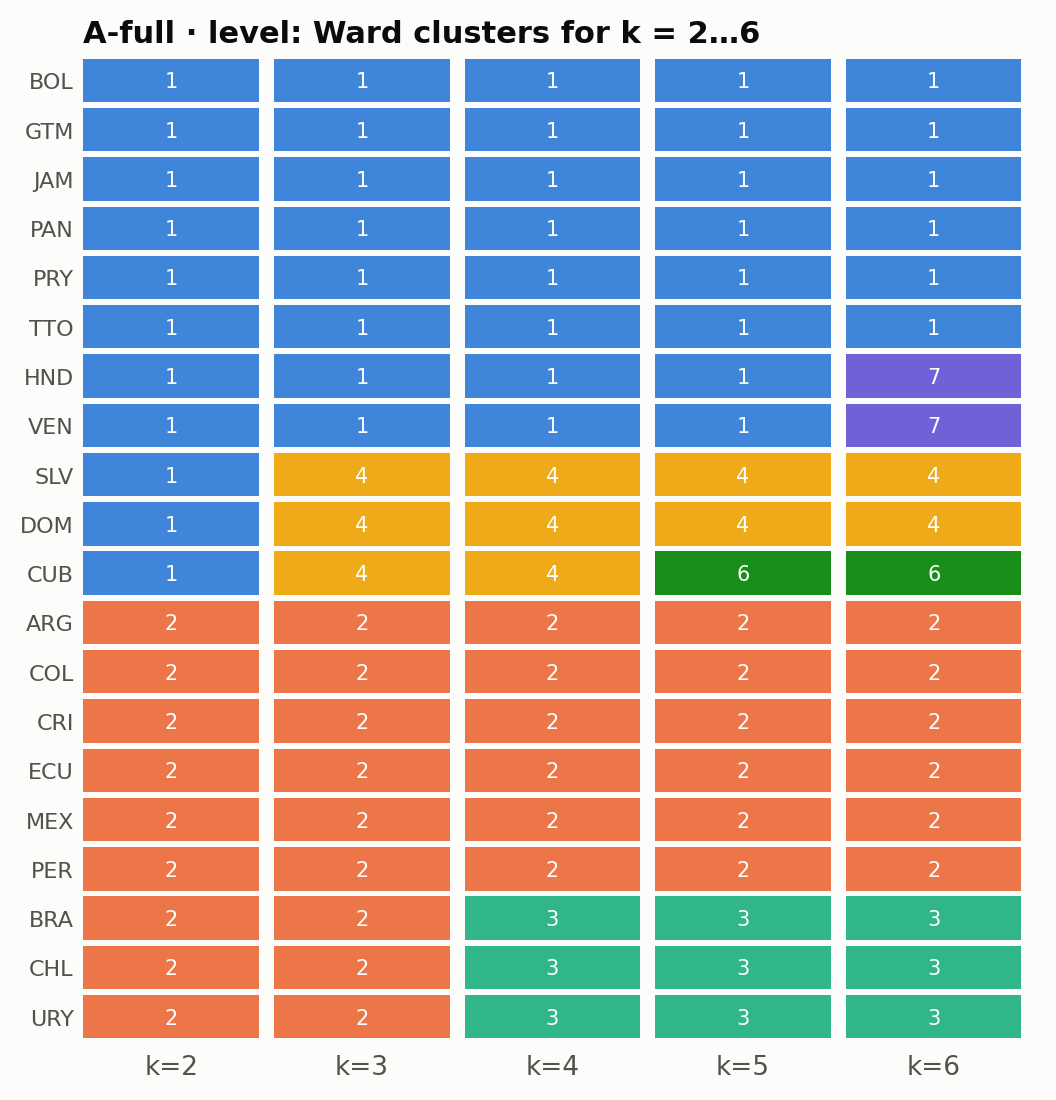 A-full · level: Ward clusters for k = 2…6
BOL 1 1 1 1 1
GTM 1 1 1 1 1
JAM 1 1 1 1 1
PAN 1 1 1 1 1
PRY 1 1 1 1 1
TTO 1 1 1 1 1
HND 1 1 1 1 7
VEN 1 1 1 1 7
SLV 1 4 4 4 4
DOM 1 4 4 4 4
CUB 1 4 4 6 6
ARG 2 2 2 2 2
COL 2 2 2 2 2
CRI 2 2 2 2 2
ECU 2 2 2 2 2
MEX 2 2 2 2 2
PER 2 2 2 2 2
BRA 2 2 3 3 3
CHL 2 2 3 3 3
URY 2 2 3 3 3
k=2 k=3 k=4 k=5 k=6